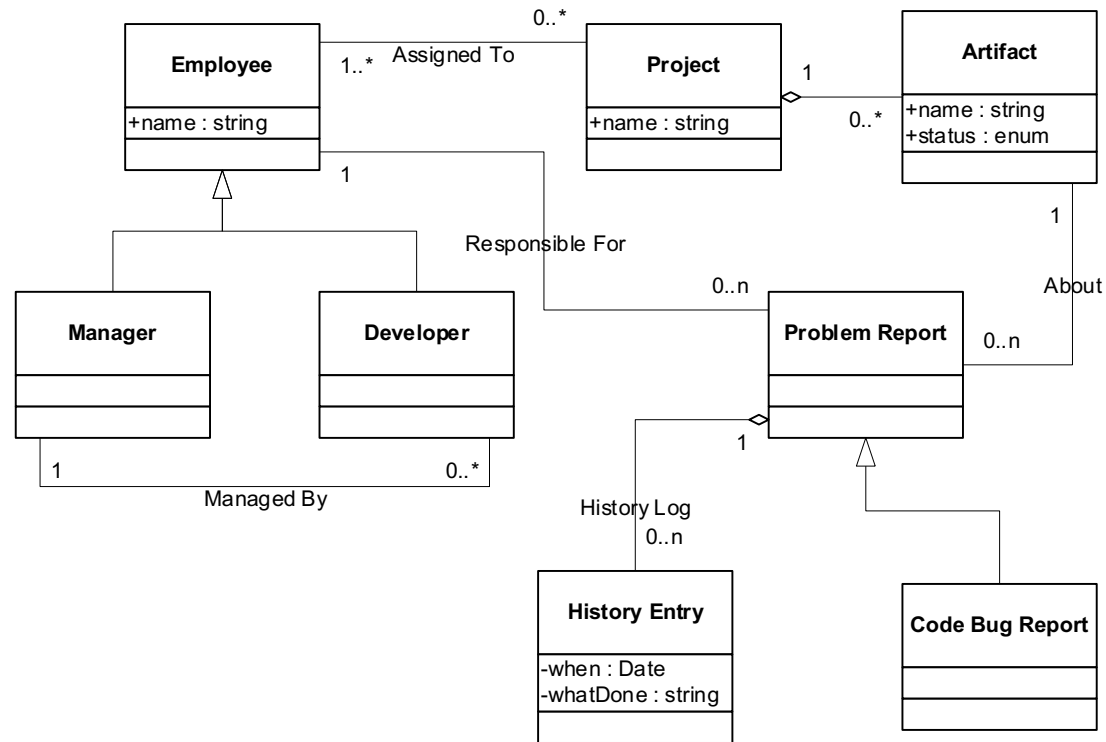 Employee
+name : string
0..*
1..*
Assigned To
Project
+name : string
1
0..*
Artifact
+name : string
+status : enum
1
Responsible For
0..n
1
About
0..n
Manager
Developer
1
0..*
Managed By
Problem Report
1
History Log
0..n
History Entry
-when : Date
-whatDone : string
Code Bug Report